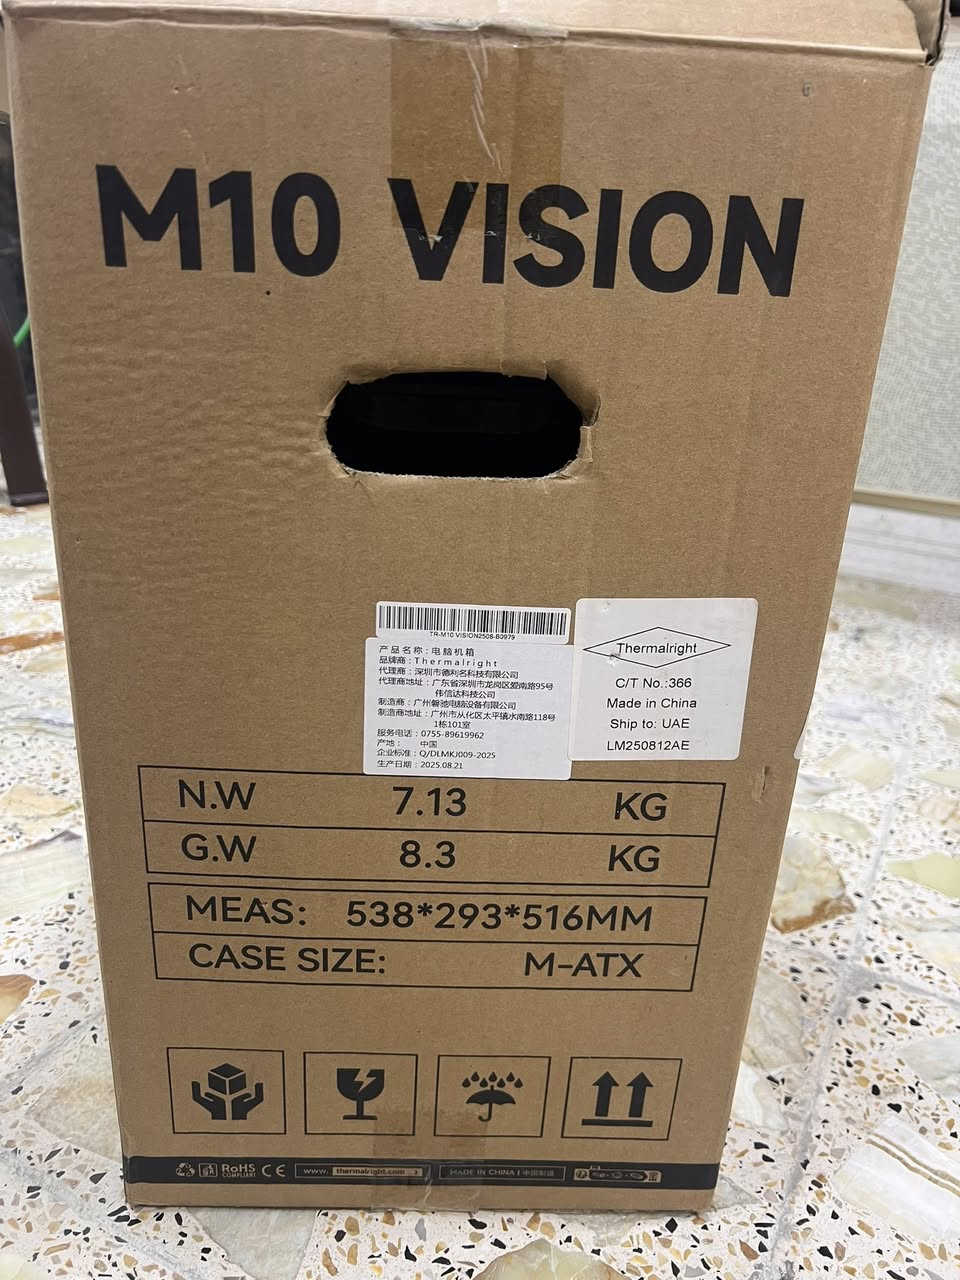 M10 VISION
TR-M10 VISION2508-B0979
产品名称：电脑机箱
品牌商：Thermalright
代理商：深圳市德利名科技有限公司
代理商地址：广东省深圳市龙岗区爱南路95号
伟信达科技公司
制造商：广州磐驰电脑设备有限公司
制造商地址：广州市从化区太平镇水南路118号
1栋101室
服务电话：0755-89619962
产地： 中国
企业标准：Q/DLMKJ009-2025
生产日期：2025.08.21
Thermalright
C/T No.:366
Made in China
Ship to: UAE
LM250812AE
N.W 7.13 KG
G.W 8.3 KG
MEAS: 538*293*516MM
CASE SIZE: M-ATX
RoHS
COMPLIANT
CE
www. thermalright.com
MADE IN CHINA | 中国制造